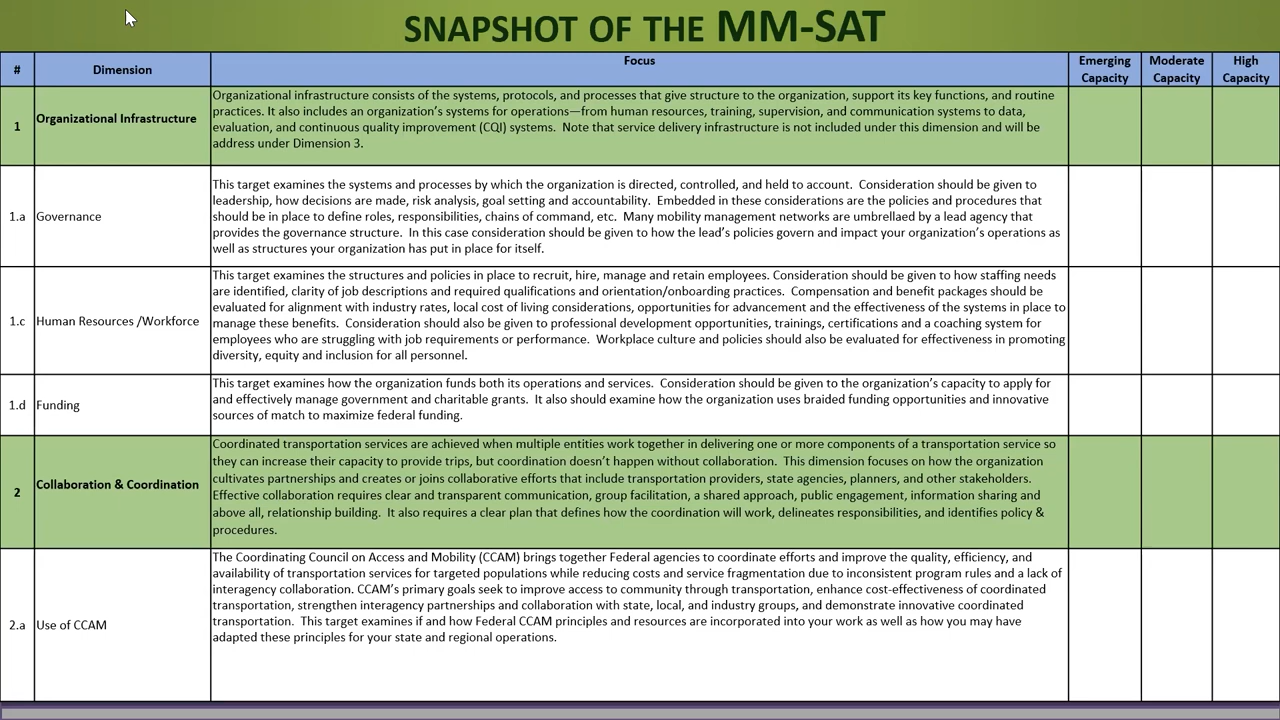 SNAPSHOT OF THE MM-SAT
# Dimension Focus Emerging Capacity Moderate Capacity High Capacity
1 Organizational Infrastructure
Organizational infrastructure consists of the systems, protocols, and processes that give structure to the organization, support its key functions, and routine
practices. It also includes an organization's systems for operations—from human resources, training, supervision, and communication systems to data,
evaluation, and continuous quality improvement (CQI) systems. Note that service delivery infrastructure is not included under this dimension and will be
address under Dimension 3.
1.a Governance
This target examines the systems and processes by which the organization is directed, controlled, and held to account. Consideration should be given to
leadership, how decisions are made, risk analysis, goal setting and accountability. Embedded in these considerations are the policies and procedures that
should be in place to define roles, responsibilities, chains of command, etc. Many mobility management networks are umbrellaed by a lead agency that
provides the governance structure. In this case consideration should be given to how the lead's policies govern and impact your organization's operations as
well as structures your organization has put in place for itself.
1.c Human Resources /Workforce
This target examines the structures and policies in place to recruit, hire, manage and retain employees. Consideration should be given to how staffing needs
are identified, clarity of job descriptions and required qualifications and orientation/onboarding practices. Compensation and benefit packages should be
evaluated for alignment with industry rates, local cost of living considerations, opportunities for advancement and the effectiveness of the systems in place to
manage these benefits. Consideration should also be given to professional development opportunities, trainings, certifications and a coaching system for
employees who are struggling with job requirements or performance. Workplace culture and policies should also be evaluated for effectiveness in promoting
diversity, equity and inclusion for all personnel.
1.d Funding
This target examines how the organization funds both its operations and services. Consideration should be given to the organization's capacity to apply for
and effectively manage government and charitable grants. It also should examine how the organization uses braided funding opportunities and innovative
sources of match to maximize federal funding.
2 Collaboration & Coordination
Coordinated transportation services are achieved when multiple entities work together in delivering one or more components of a transportation service so
they can increase their capacity to provide trips, but coordination doesn't happen without collaboration. This dimension focuses on how the organization
cultivates partnerships and creates or joins collaborative efforts that include transportation providers, state agencies, planners, and other stakeholders.
Effective collaboration requires clear and transparent communication, group facilitation, a shared approach, public engagement, information sharing and
above all, relationship building. It also requires a clear plan that defines how the coordination will work, delineates responsibilities, and identifies policy &
procedures.
2.a Use of CCAM
The Coordinating Council on Access and Mobility (CCAM) brings together Federal agencies to coordinate efforts and improve the quality, efficiency, and
availability of transportation services for targeted populations while reducing costs and service fragmentation due to inconsistent program rules and a lack of
interagency collaboration. CCAM's primary goals seek to improve access to community through transportation, enhance cost-effectiveness of coordinated
transportation, strengthen interagency partnerships and collaboration with state, local, and industry groups, and demonstrate innovative coordinated
transportation. This target examines if and how Federal CCAM principles and resources are incorporated into your work as well as how you may have
adapted these principles for your state and regional operations.